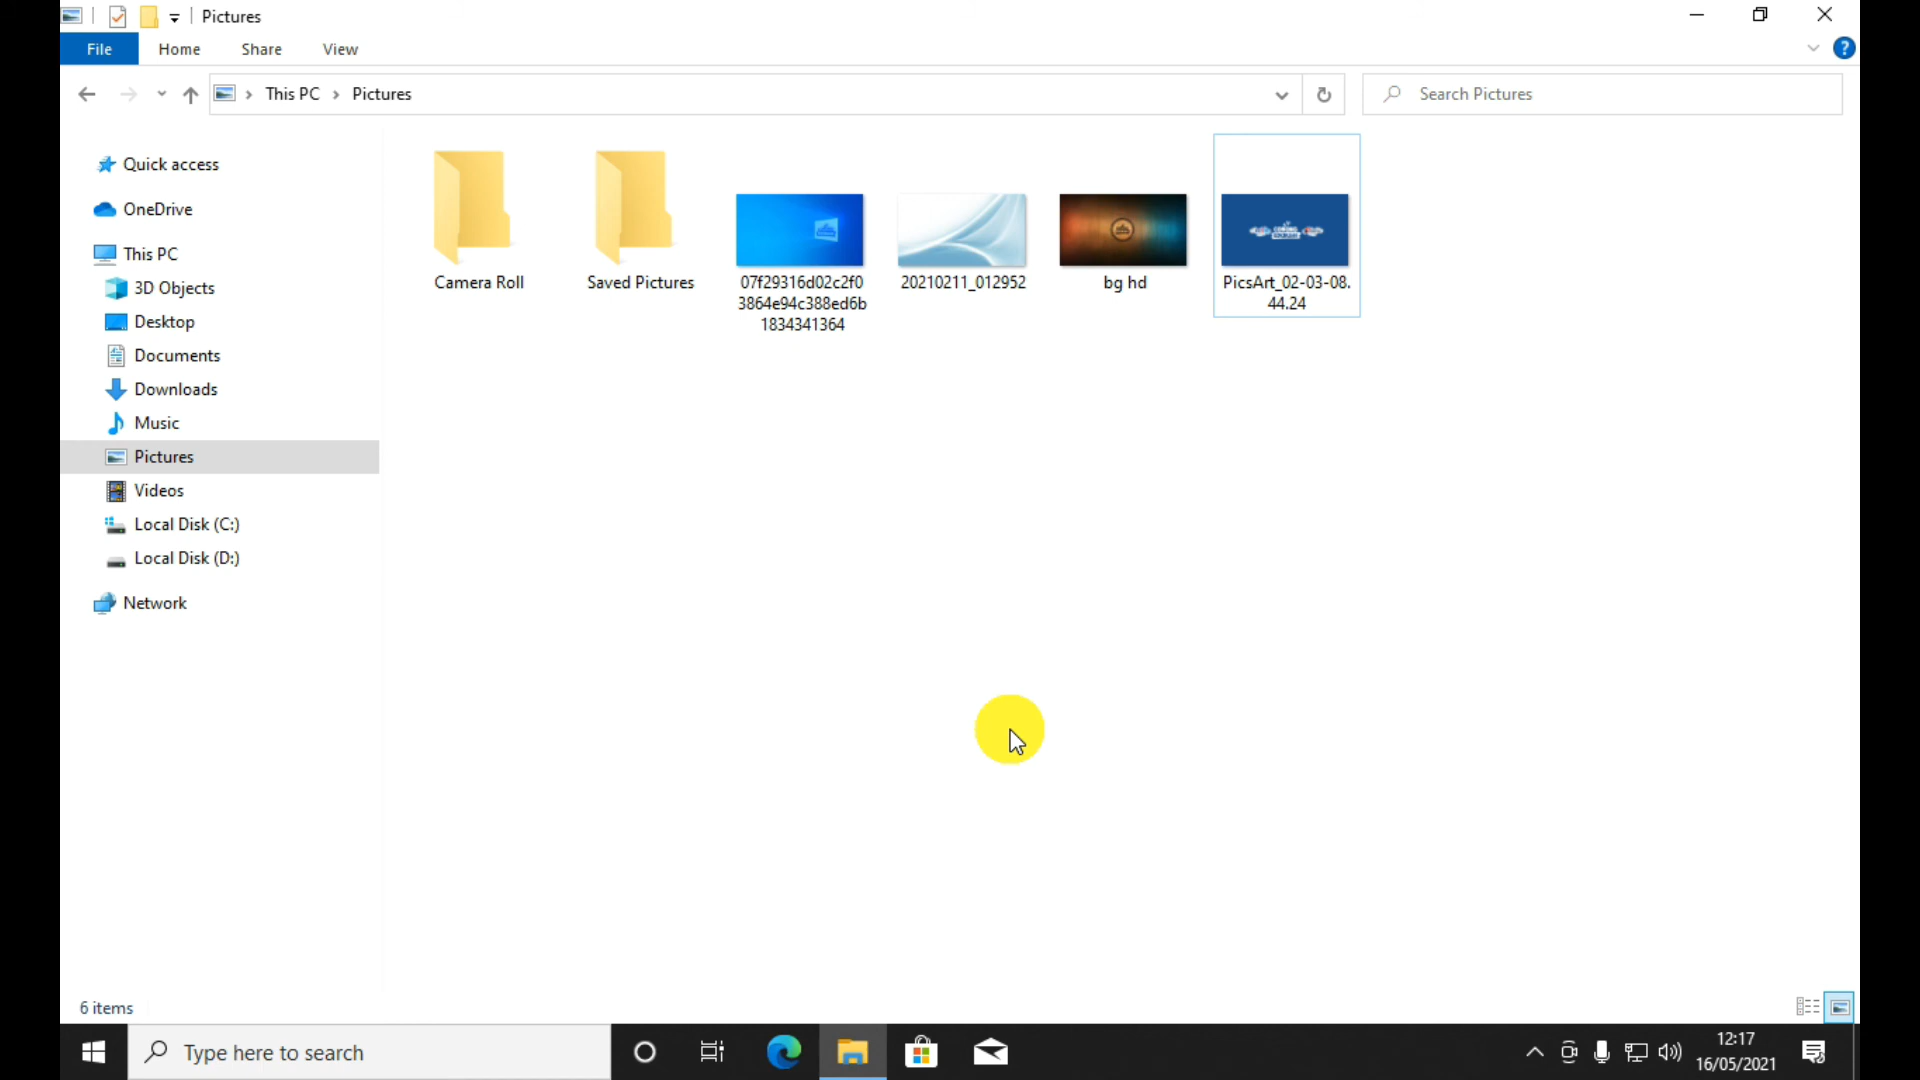 Pictures
File Home Share View
?
This PC Pictures
Search Pictures
Quick access
OneDrive
This PC
3D Objects
Desktop
Documents
Downloads
Music
Pictures
Videos
Local Disk (C:)
Local Disk (D:)
Network
Camera Roll
Saved Pictures
07f29316d02c2f0
3864e94c388ed6b
1834341364
20210211_012952
bg hd
PicsArt_02-03-08.
44.24
6 items
Type here to search
12:17
16/05/2021